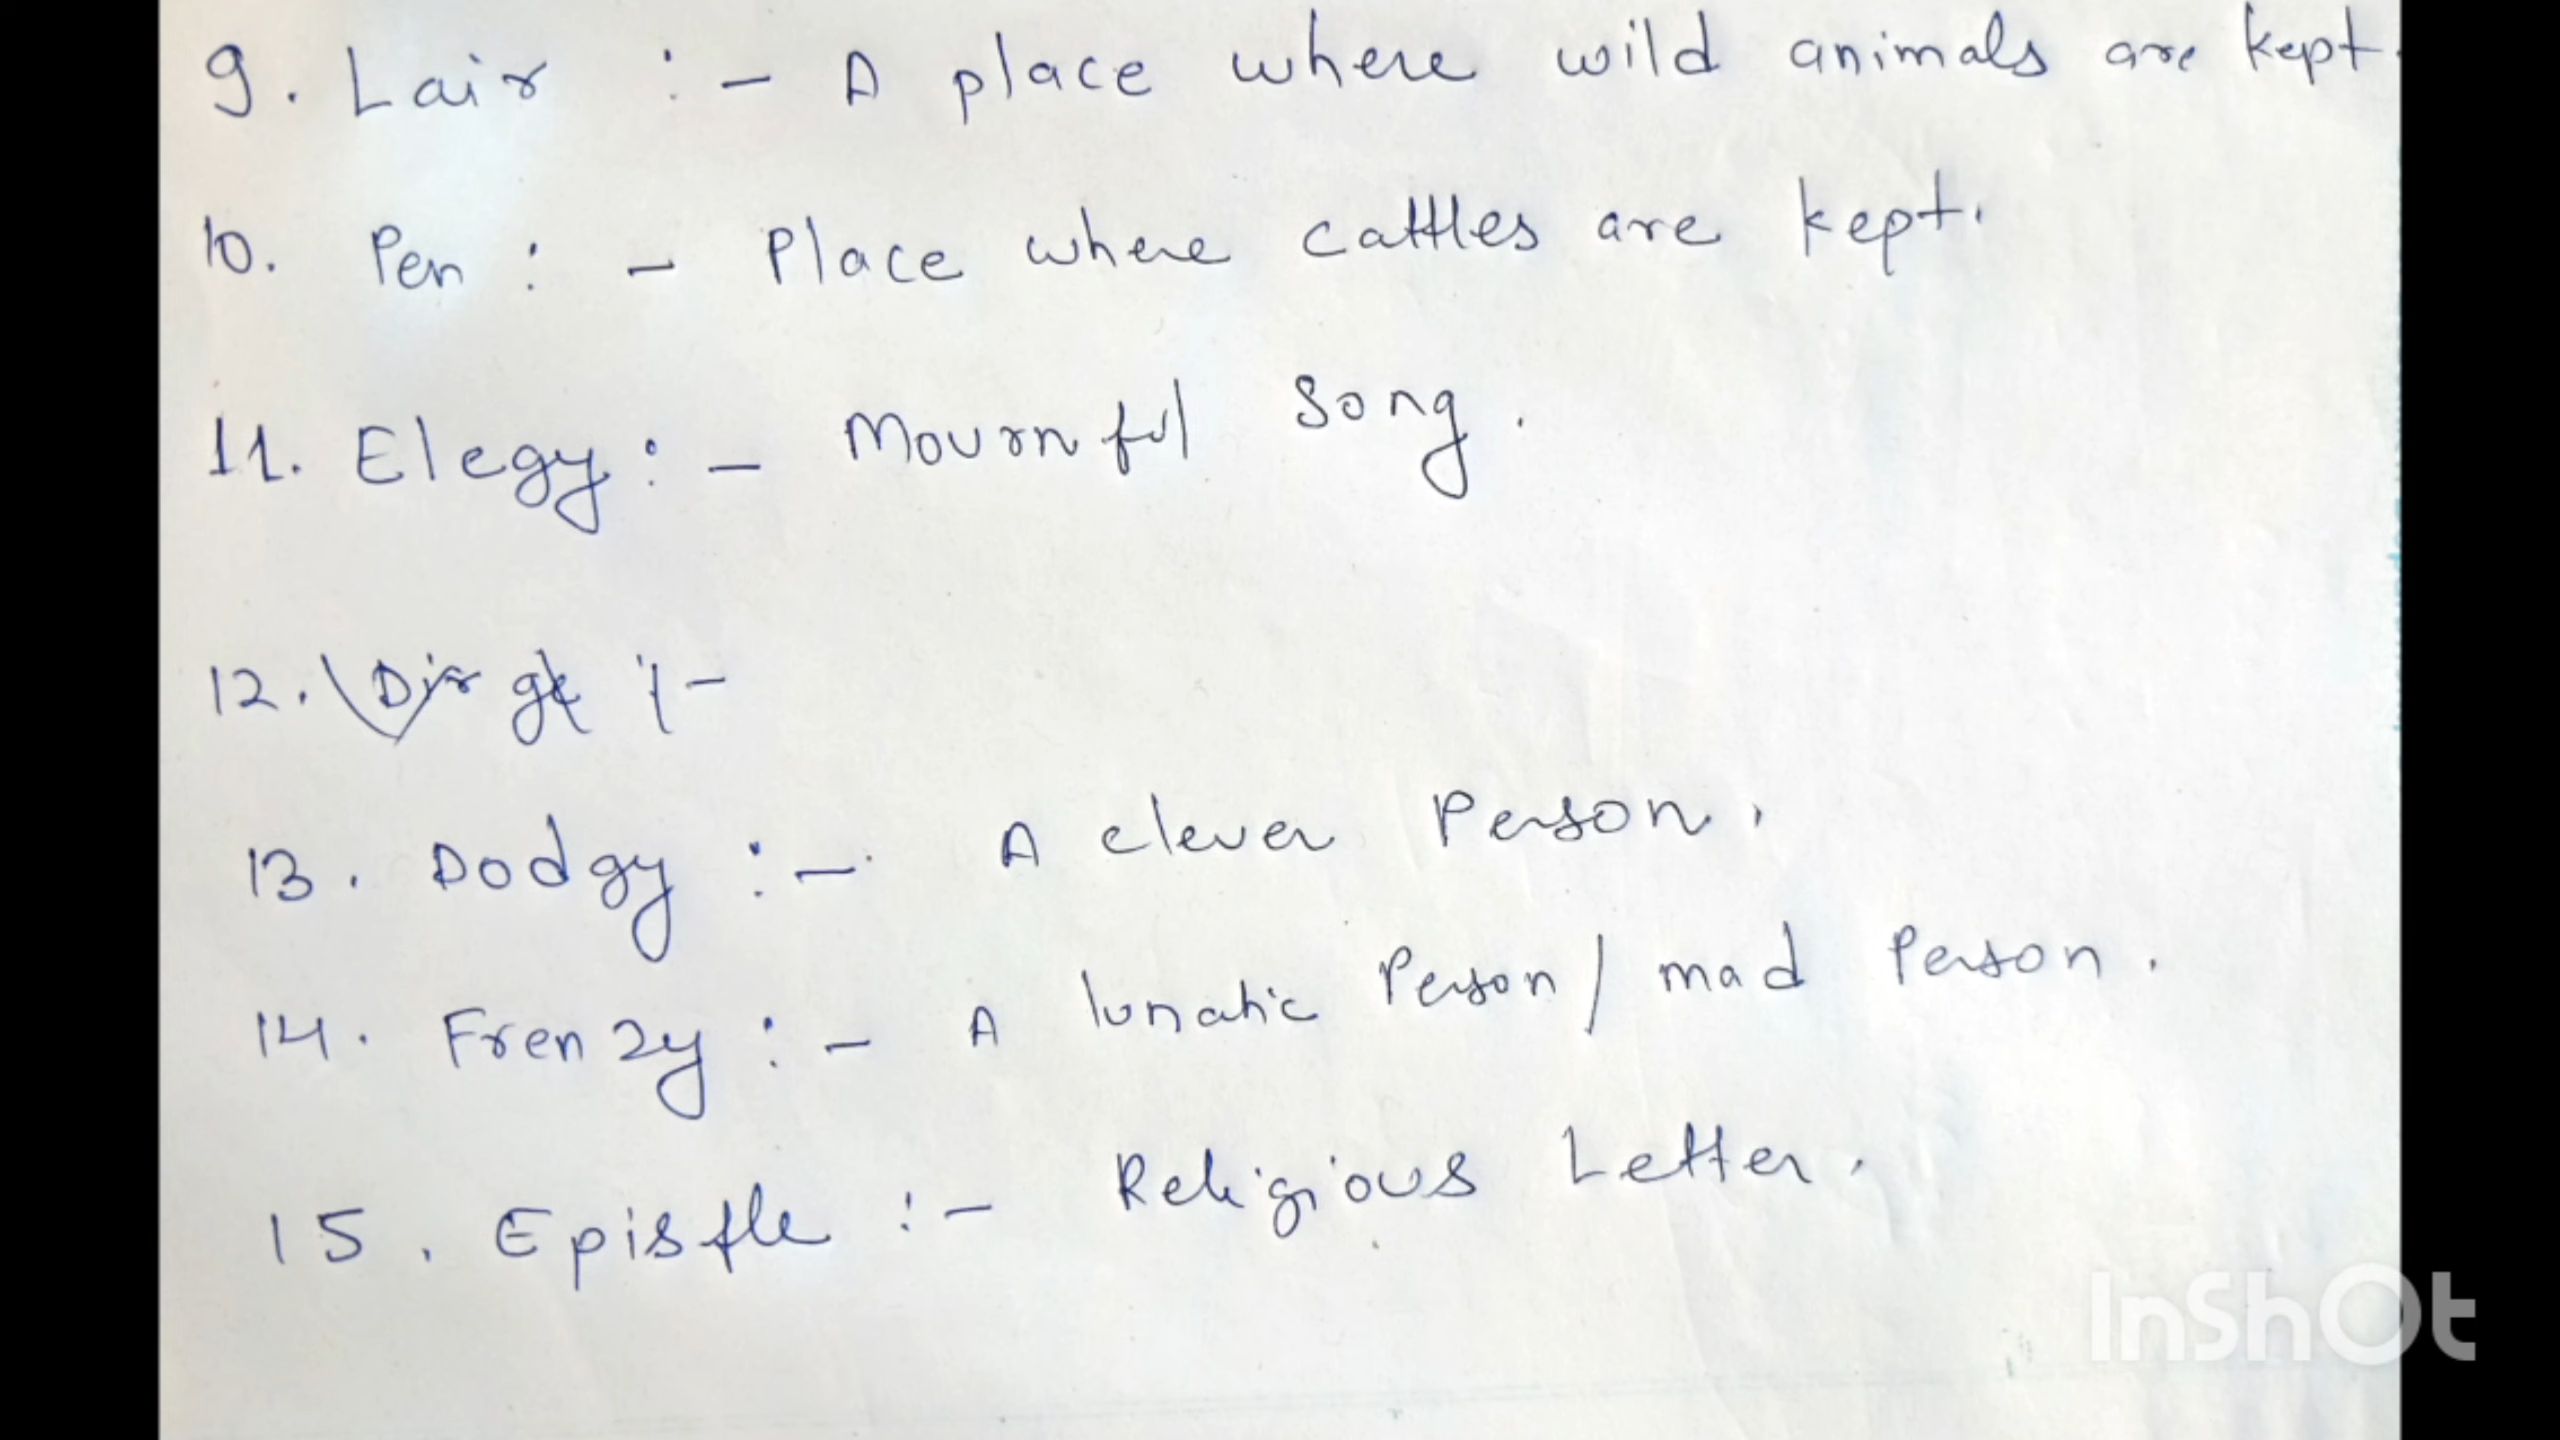 9. Lair :- A place where wild animals are kept.
10. Pen :- Place where cattles are kept.
11. Elegy :- Mournful Song.
12. Dirge :-
13. Dodgy :- A clever Person.
14. Frenzy :- A lunatic Person / mad Person.
15. Epistle :- Religious Letter.
InShOt